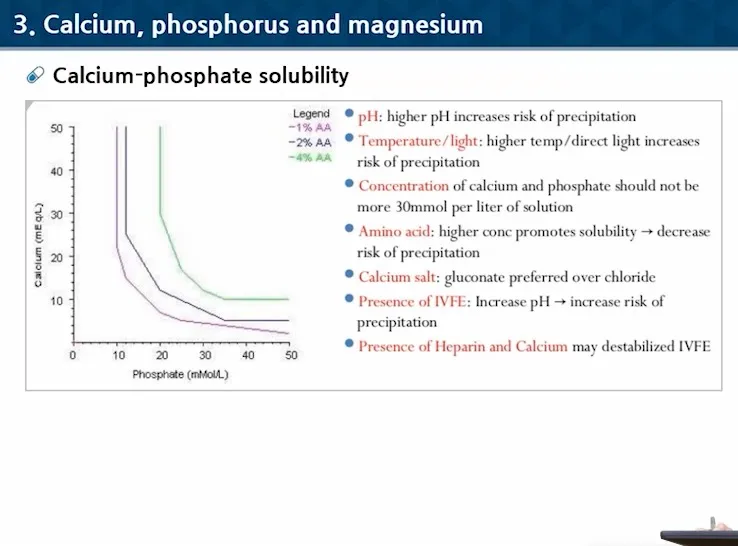 3. Calcium, phosphorus and magnesium
Calcium-phosphate solubility
Legend
−1% AA
−2% AA
−4% AA
Calcium (mEq/L)
50
40
30
20
10
0
10
20
30
40
50
Phosphate (mMol/L)
pH: higher pH increases risk of precipitation
Temperature/light: higher temp/direct light increases
risk of precipitation
Concentration of calcium and phosphate should not be
more 30mmol per liter of solution
Amino acid: higher conc promotes solubility → decrease
risk of precipitation
Calcium salt: gluconate preferred over chloride
Presence of IVFE: Increase pH → increase risk of
precipitation
Presence of Heparin and Calcium may destabilized IVFE